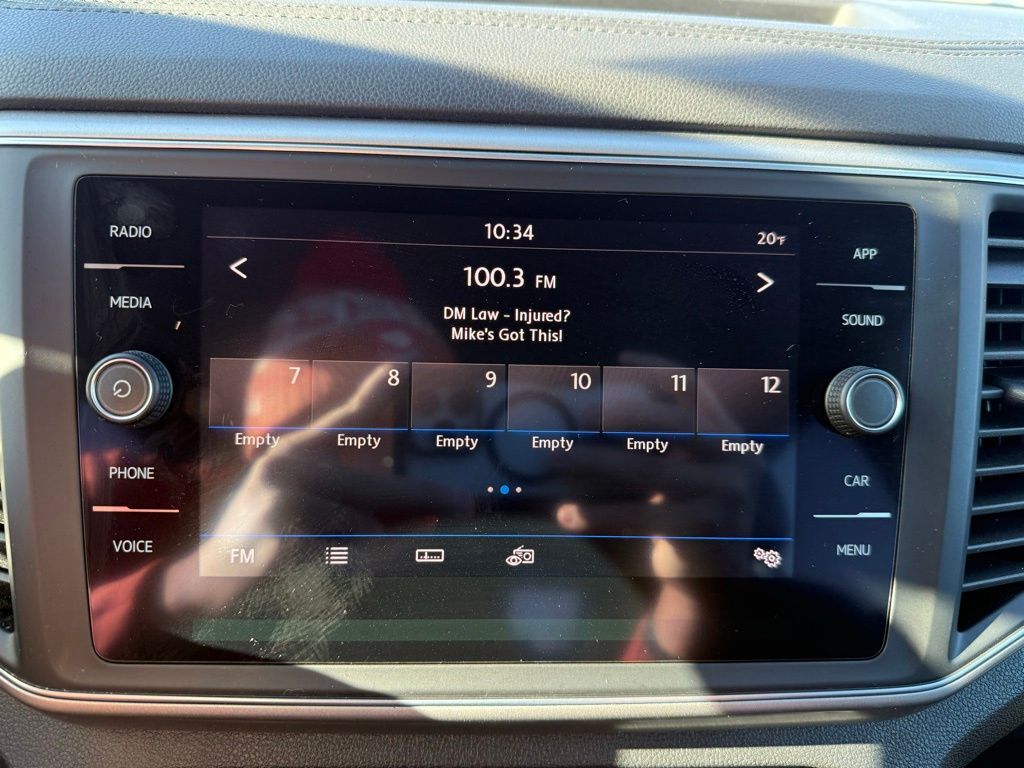 RADIO
MEDIA
PHONE
VOICE
10:34
20°F
100.3 FM
DM Law - Injured?
Mike's Got This!
7 8 9 10 11 12
Empty Empty Empty Empty Empty Empty
FM
APP
SOUND
CAR
MENU